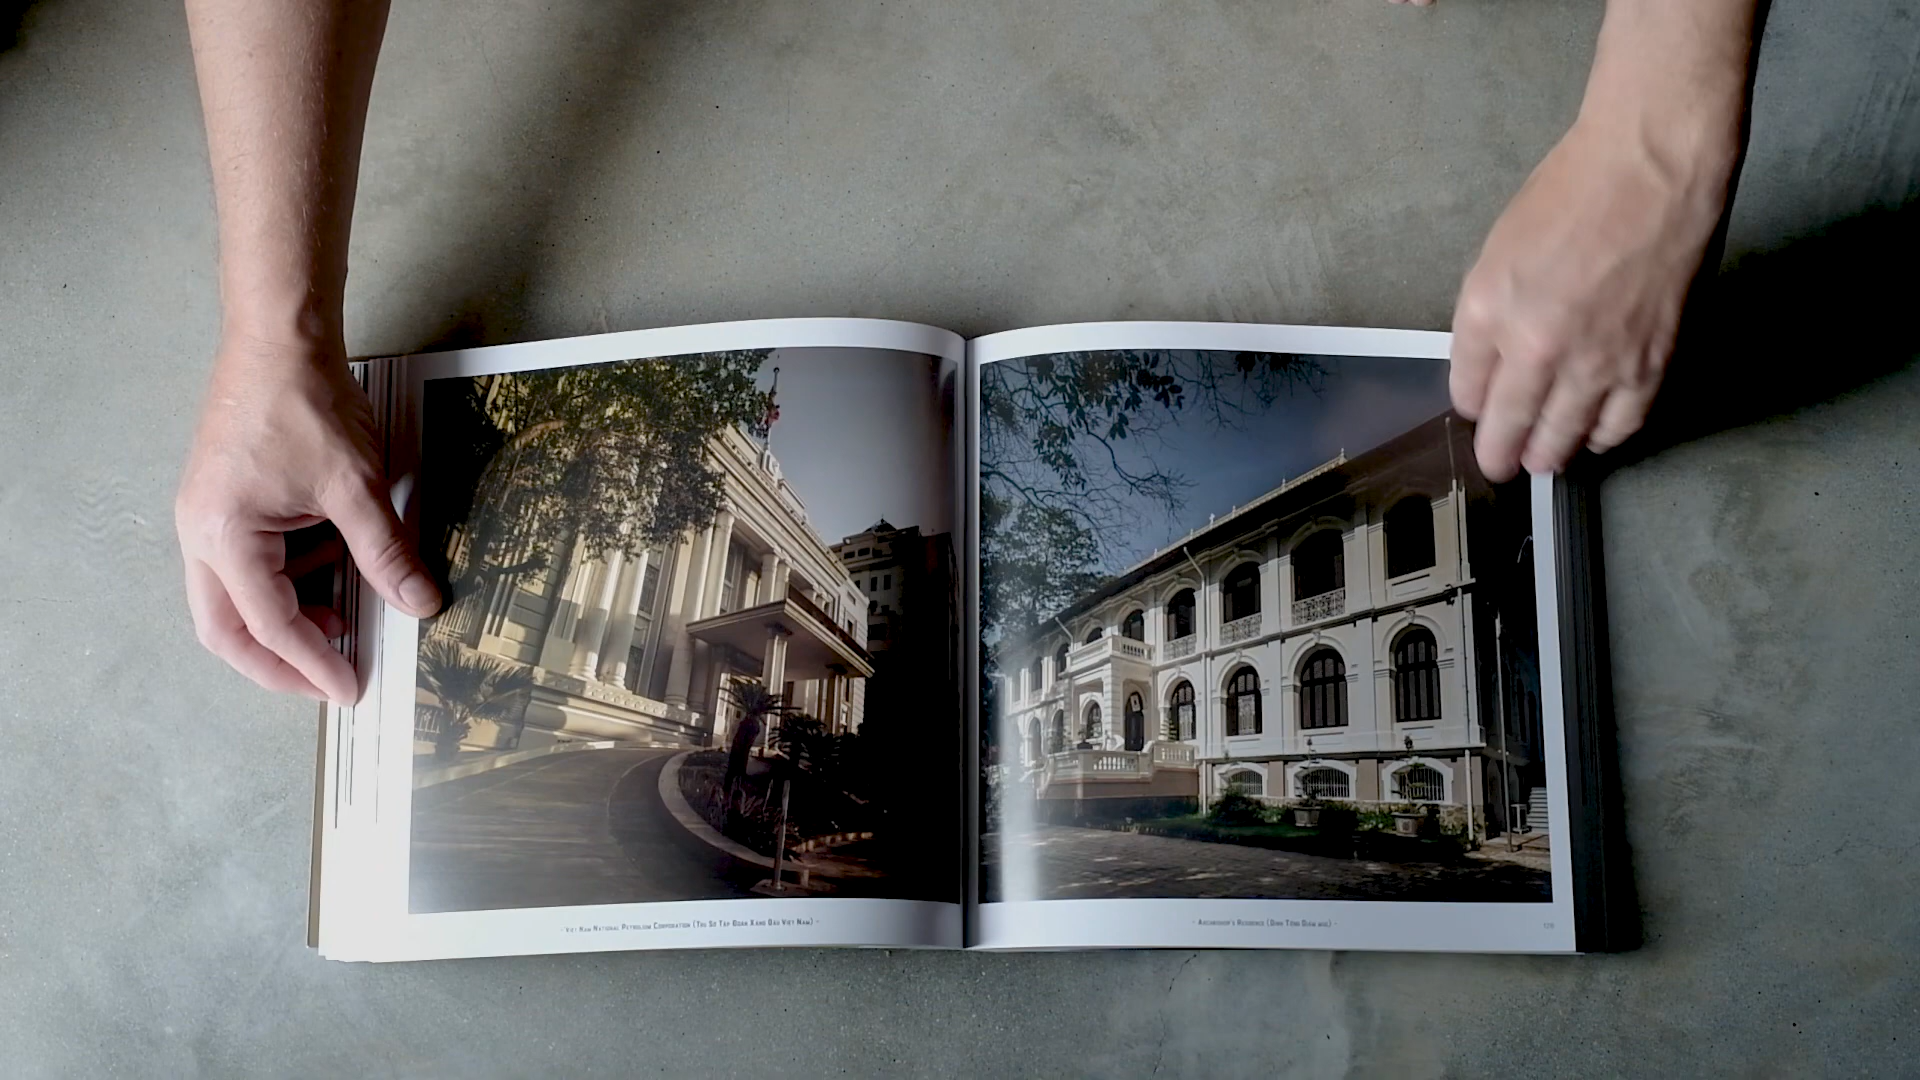 - Viet Nam National Petroleum Corporation (Trụ Sở Tập Đoàn Xăng Dầu Việt Nam) -
- Archbishop's Residence (Dinh Tổng Giám mục) -